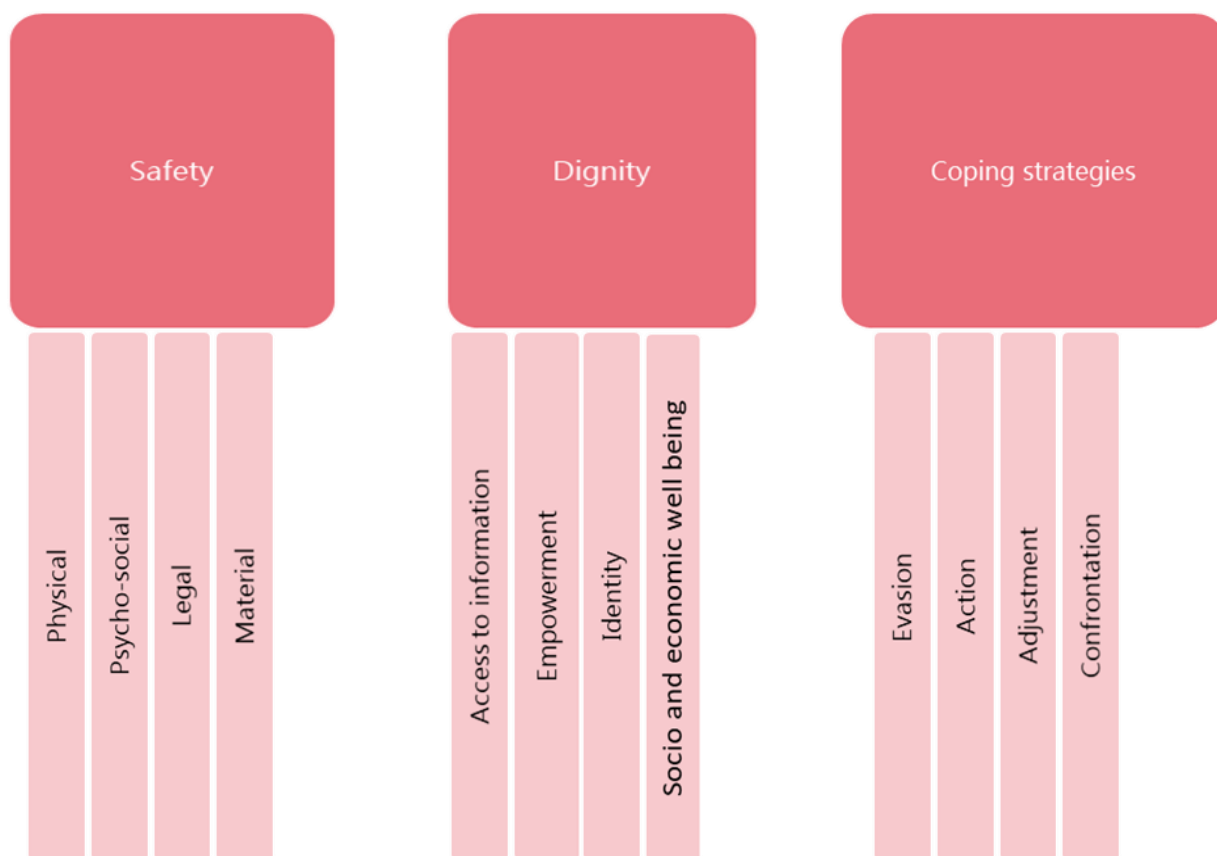 Safety
Physical
Psycho-social
Legal
Material
Dignity
Access to information
Empowerment
Identity
Socio and economic well being
Coping strategies
Evasion
Action
Adjustment
Confrontation